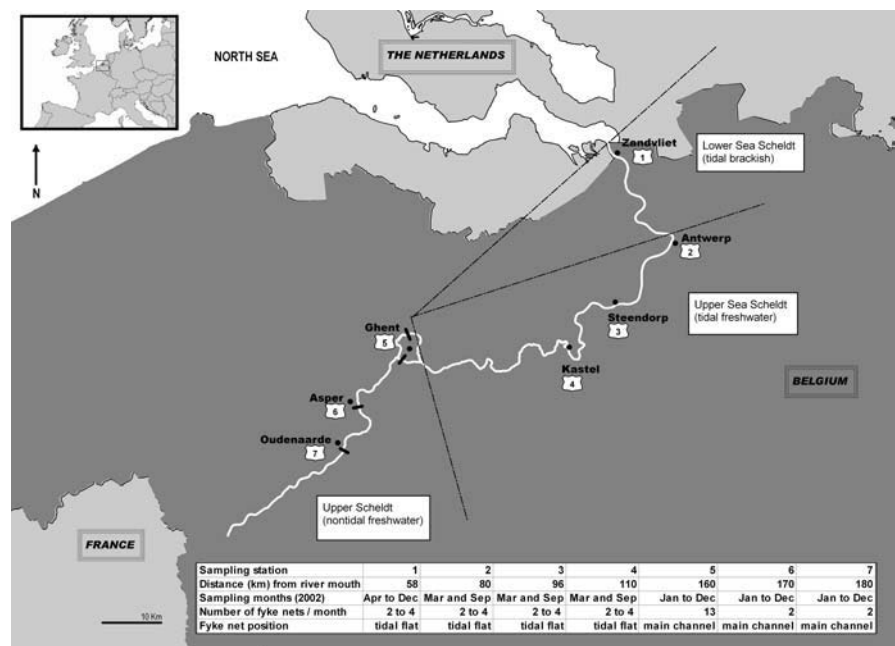 THE NETHERLANDS
NORTH SEA
N
Zandvliet
1
Lower Sea Scheldt
(tidal brackish)
Antwerp
2
Upper Sea Scheldt
(tidal freshwater)
Steendorp
3
Ghent
5
Kastel
4
BELGIUM
Asper
6
Oudenaarde
7
Upper Scheldt
(nontidal freshwater)
FRANCE
10 Km
Sampling station 1 2 3 4 5 6 7
Distance (km) from river mouth 58 80 96 110 160 170 180
Sampling months (2002) Apr to Dec Mar and Sep Mar and Sep Mar and Sep Jan to Dec Jan to Dec Jan to Dec
Number of fyke nets / month 2 to 4 2 to 4 2 to 4 2 to 4 13 2 2
Fyke net position tidal flat tidal flat tidal flat tidal flat main channel main channel main channel